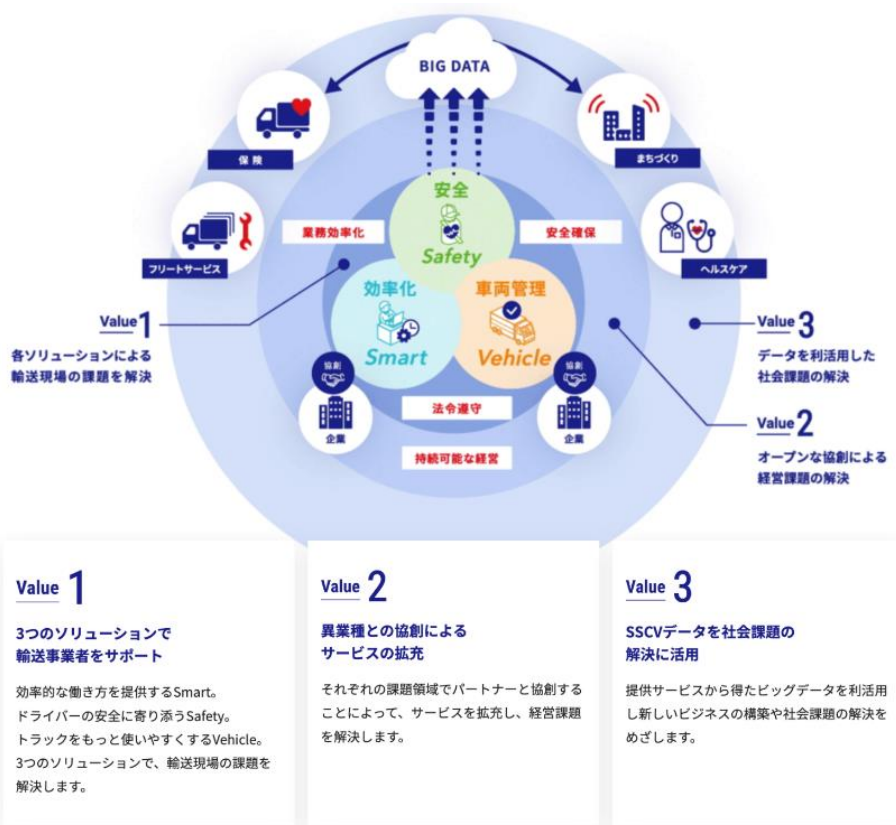 BIG DATA
保険
まちづくり
安全
Safety
業務効率化
安全確保
フリートサービス
ヘルスケア
効率化
Smart
車両管理
Vehicle
Value 1
各ソリューションによる
輸送現場の課題を解決
Value 3
データを利活用した
社会課題の解決
協創
企業
協創
企業
法令遵守
持続可能な経営
Value 2
オープンな協創による
経営課題の解決
Value 1
3つのソリューションで
輸送事業者をサポート
効率的な働き方を提供するSmart。
ドライバーの安全に寄り添うSafety。
トラックをもっと使いやすくするVehicle。
3つのソリューションで、輸送現場の課題を
解決します。
Value 2
異業種との協創による
サービスの拡充
それぞれの課題領域でパートナーと協創する
ことによって、サービスを拡充し、経営課題
を解決します。
Value 3
SSCVデータを社会課題の
解決に活用
提供サービスから得たビッグデータを利活用
し新しいビジネスの構築や社会課題の解決を
めざします。